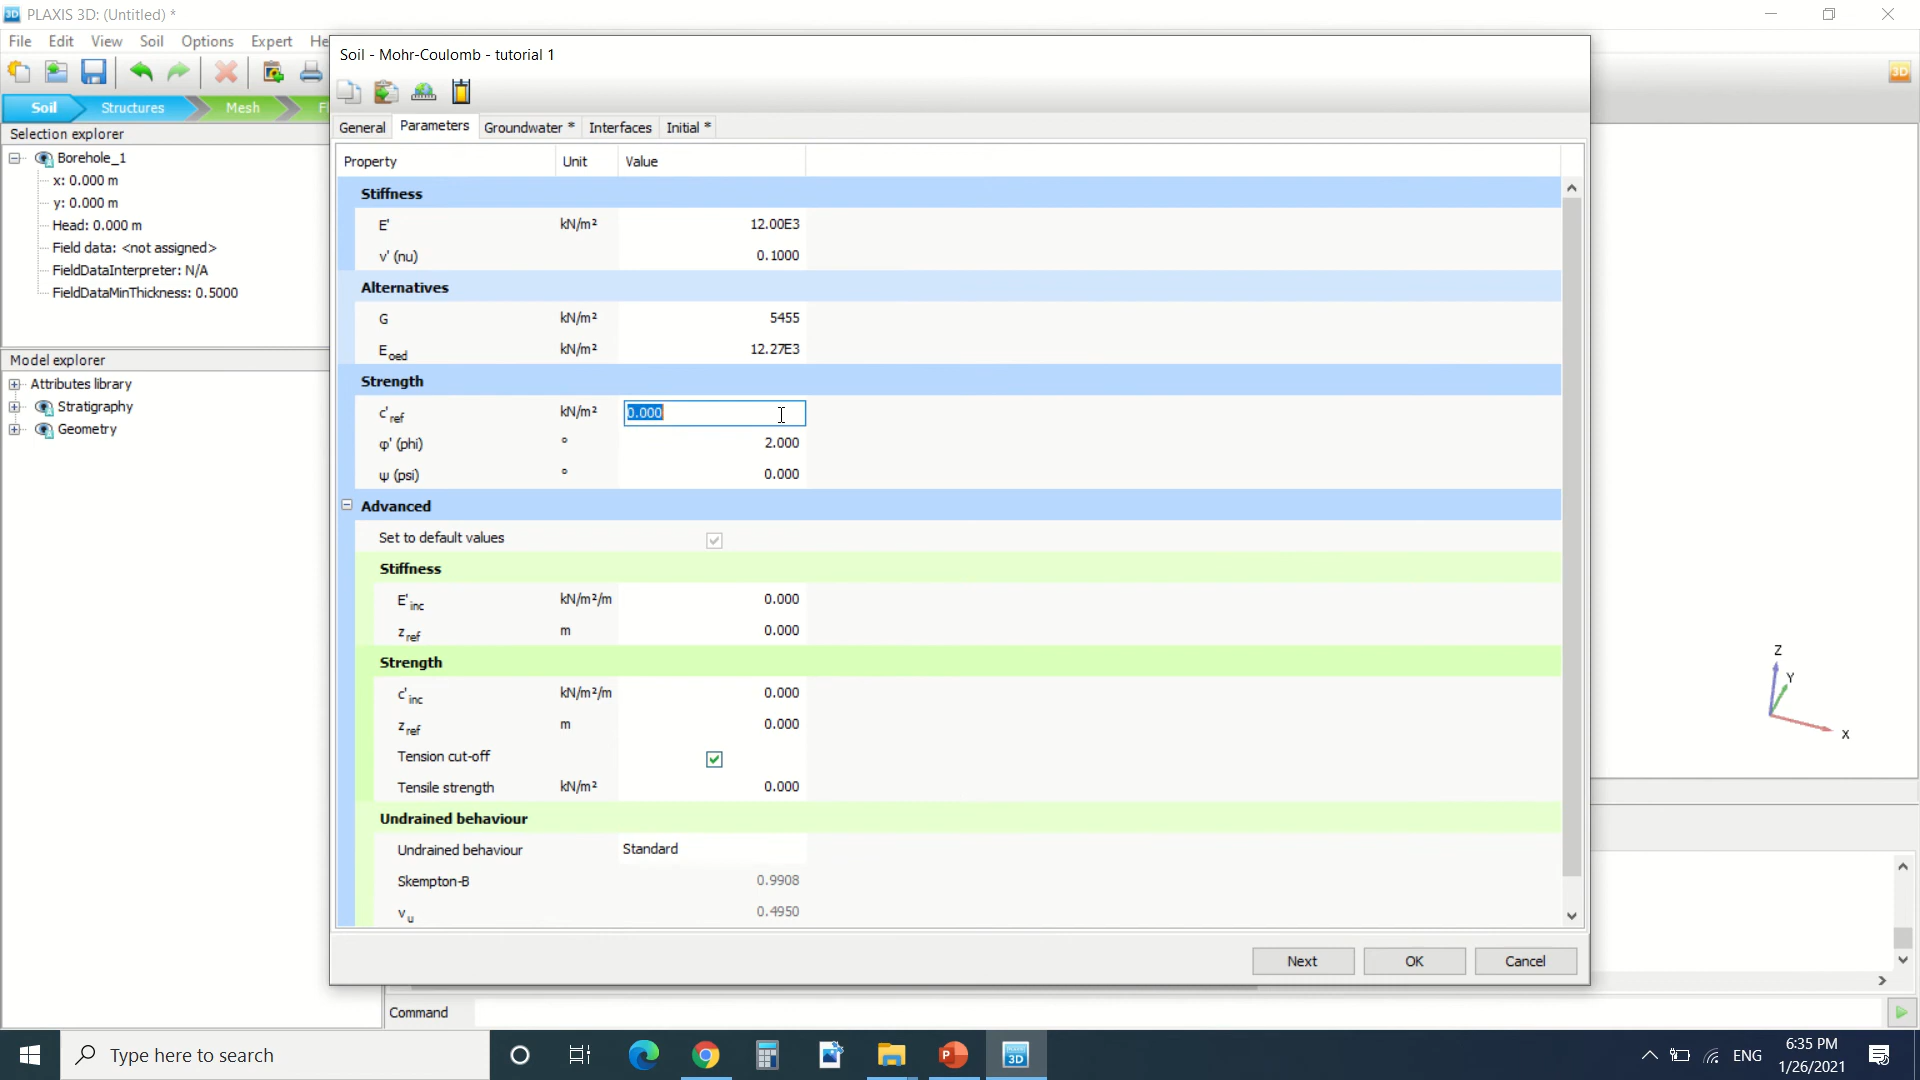 PLAXIS 3D: (Untitled) *
File Edit View Soil Options Expert He
Soil - Mohr-Coulomb - tutorial 1
Soil Structures Mesh Fl
Selection explorer
Borehole_1
x: 0.000 m
y: 0.000 m
Head: 0.000 m
Field data: <not assigned>
FieldDataInterpreter: N/A
FieldDataMinThickness: 0.5000
Model explorer
Attributes library
Stratigraphy
Geometry
General Parameters Groundwater * Interfaces Initial *
Property Unit Value
Stiffness
E' kN/m² 12.00E3
ν' (nu) 0.1000
Alternatives
G kN/m² 5455
E oed kN/m² 12.27E3
Strength
c' ref kN/m² 0.000
φ' (phi) ° 2.000
ψ (psi) ° 0.000
Advanced
Set to default values
Stiffness
E' inc kN/m²/m 0.000
z ref m 0.000
Strength
c' inc kN/m²/m 0.000
z ref m 0.000
Tension cut-off
Tensile strength kN/m² 0.000
Undrained behaviour
Undrained behaviour Standard
Skempton-B 0.9908
ν u 0.4950
Next OK Cancel
Z
Y
X
3D
Command
Type here to search
ENG
6:35 PM
1/26/2021